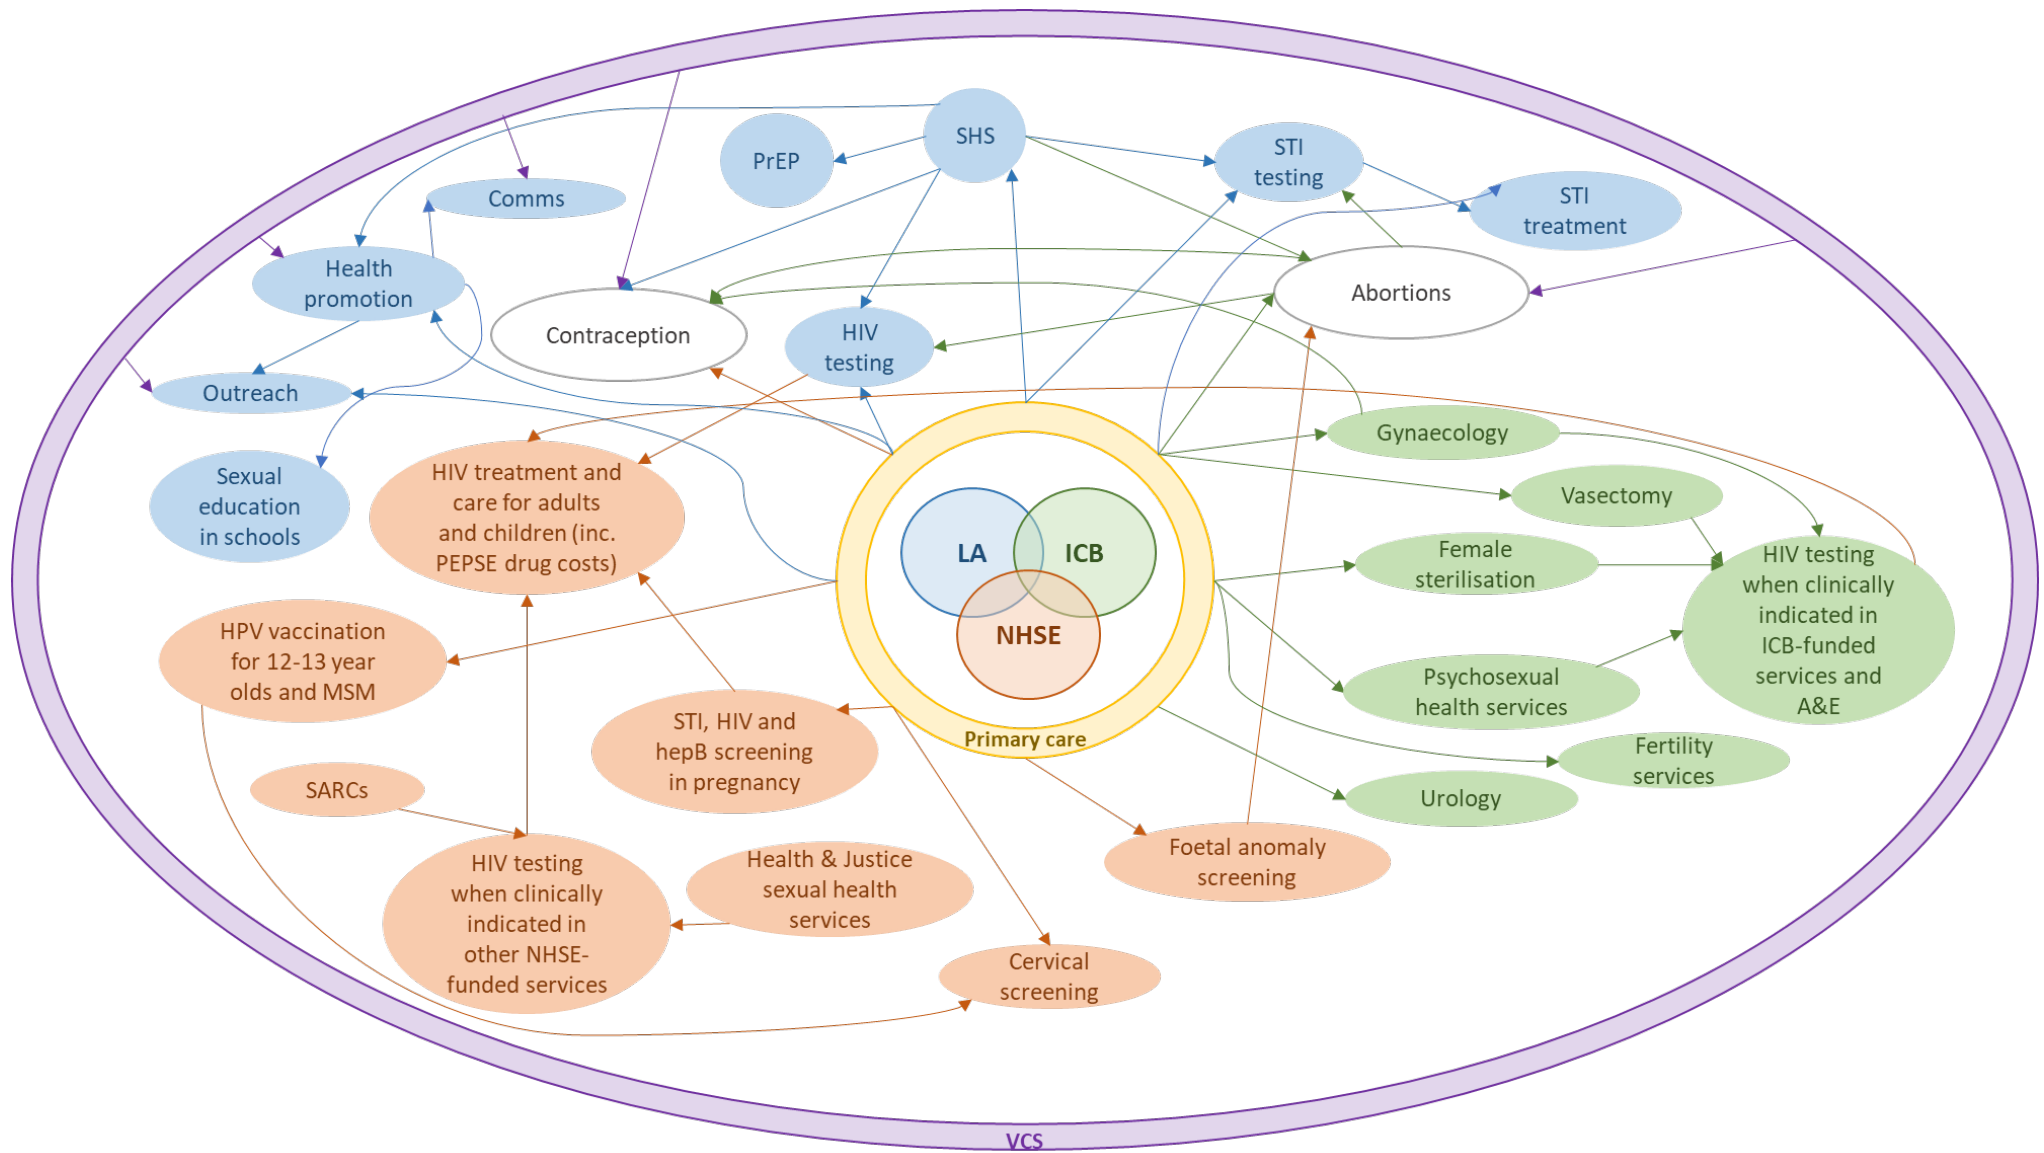 SHS
PrEP
STI
testing
STI
treatment
Comms
Health
promotion
Contraception
HIV
testing
Abortions
Outreach
Gynaecology
Sexual
education
in schools
HIV treatment and
care for adults
and children (inc.
PEPSE drug costs)
Vasectomy
LA
ICB
NHSE
Primary care
Female
sterilisation
HIV testing
when clinically
indicated in
ICB-funded
services and
A&E
HPV vaccination
for 12-13 year
olds and MSM
Psychosexual
health services
STI, HIV and
hepB screening
in pregnancy
Fertility
services
SARCs
Urology
HIV testing
when clinically
indicated in
other NHSE-
funded services
Health & Justice
sexual health
services
Foetal anomaly
screening
Cervical
screening
VCS